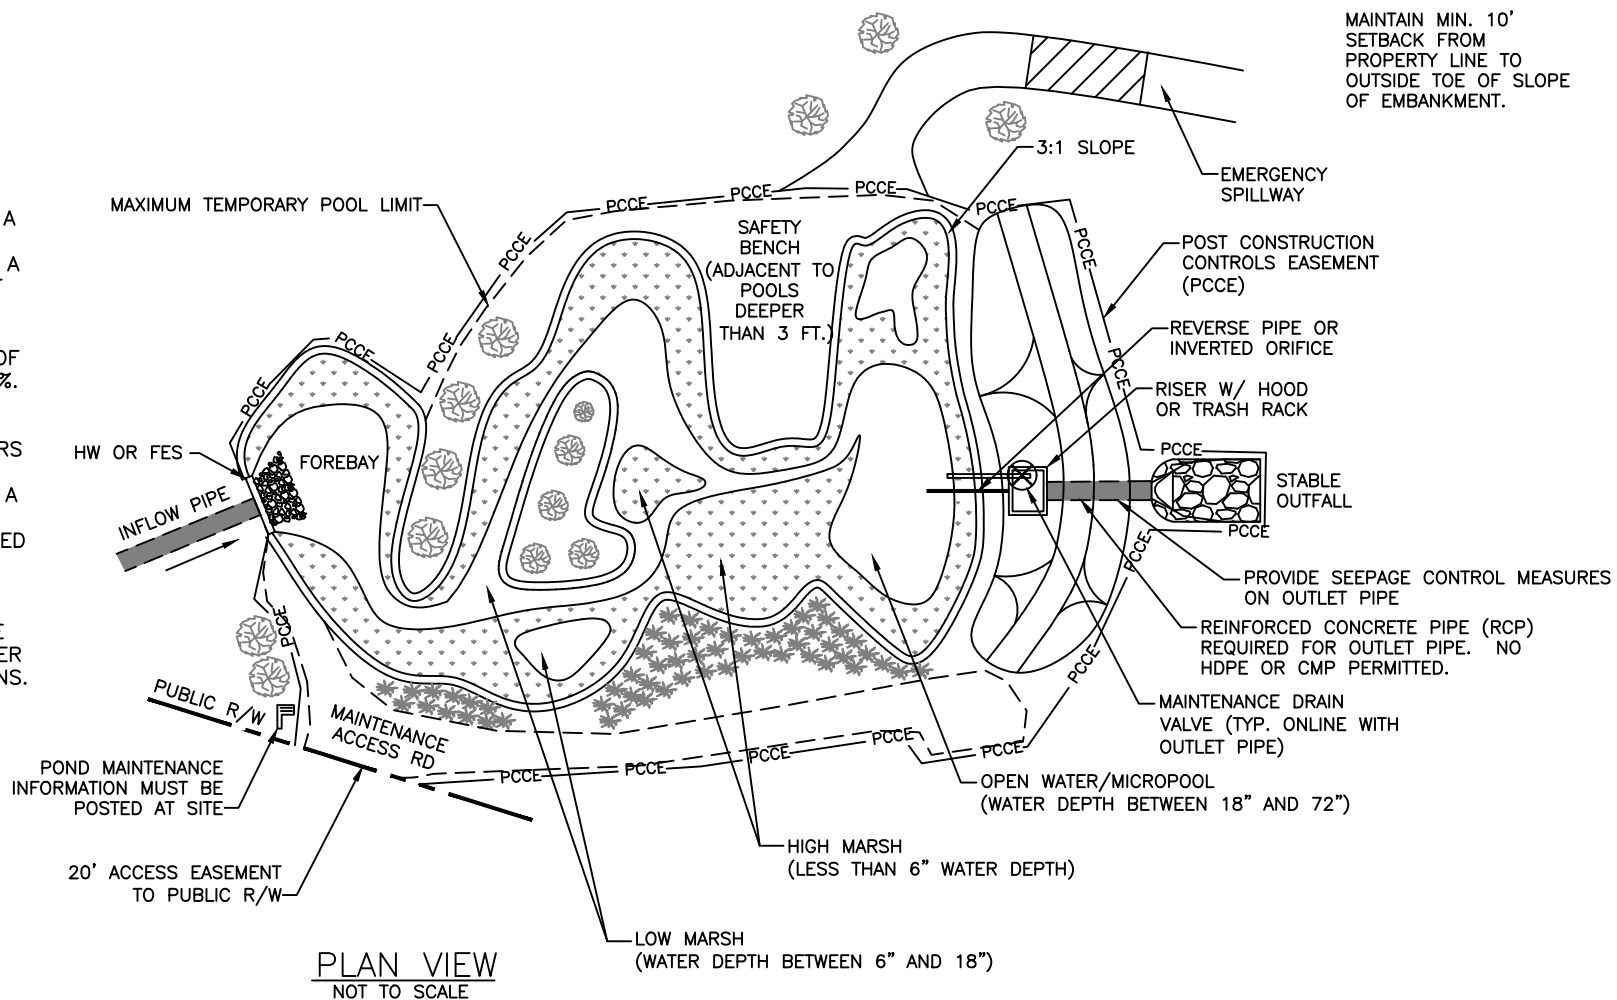 MAINTAIN MIN. 10'
SETBACK FROM
PROPERTY LINE TO
OUTSIDE TOE OF SLOPE
OF EMBANKMENT.
3:1 SLOPE
EMERGENCY
SPILLWAY
MAXIMUM TEMPORARY POOL LIMIT
PCCE
PCCE
PCCE
PCCE
PCCE
PCCE
PCCE
PCCE
PCCE
PCCE
SAFETY
BENCH
(ADJACENT TO
POOLS
DEEPER
THAN 3 FT.)
POST CONSTRUCTION
CONTROLS EASEMENT
(PCCE)
REVERSE PIPE OR
INVERTED ORIFICE
RISER W/ HOOD
OR TRASH RACK
A
A
OF
%.
ERS
A
ED
ER
NS.
HW OR FES
FOREBAY
INFLOW PIPE
PCCE
STABLE
OUTFALL
PCCE
PCCE
PROVIDE SEEPAGE CONTROL MEASURES
ON OUTLET PIPE
REINFORCED CONCRETE PIPE (RCP)
REQUIRED FOR OUTLET PIPE. NO
HDPE OR CMP PERMITTED.
PCCE
PCCE
PUBLIC R/W
MAINTENANCE
ACCESS RD
MAINTENANCE DRAIN
VALVE (TYP. ONLINE WITH
OUTLET PIPE)
PCCE
PCCE
PCCE
PCCE
POND MAINTENANCE
INFORMATION MUST BE
POSTED AT SITE
OPEN WATER/MICROPOOL
(WATER DEPTH BETWEEN 18" AND 72")
HIGH MARSH
(LESS THAN 6" WATER DEPTH)
20' ACCESS EASEMENT
TO PUBLIC R/W
LOW MARSH
(WATER DEPTH BETWEEN 6" AND 18")
PLAN VIEW
NOT TO SCALE